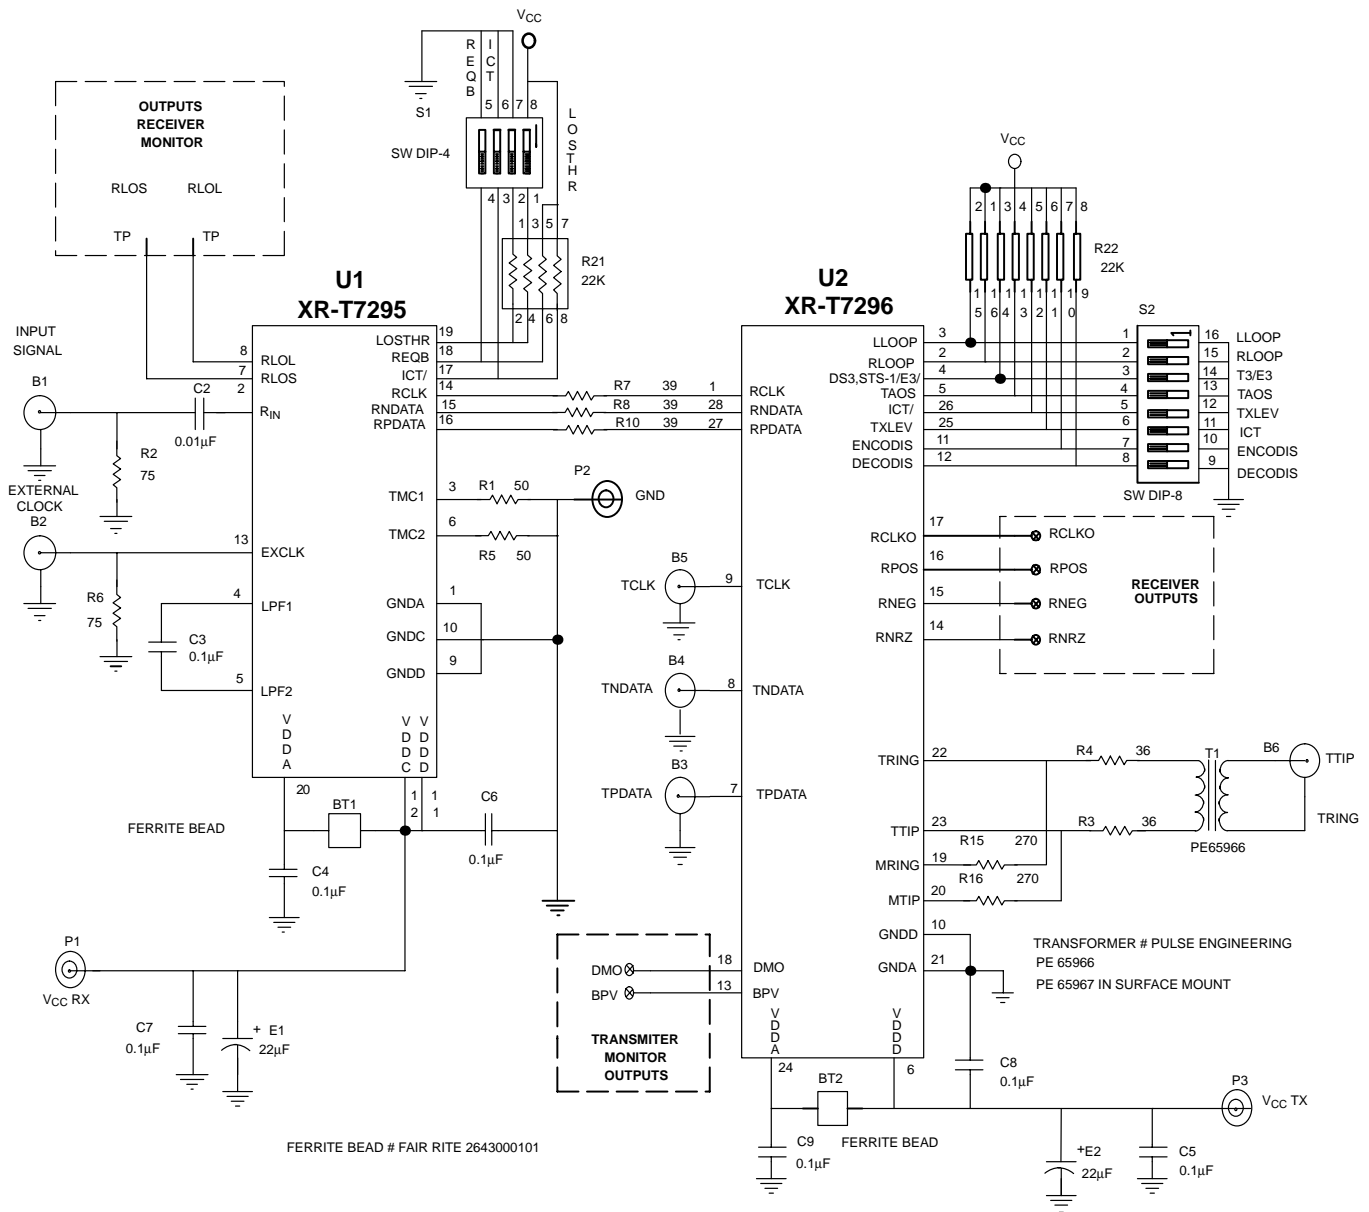 VCC
R
E
Q
B
I
C
T
S1
5 6 7 8
L
O
S
T
H
R
SW DIP-4
4 3 2 1
1 3 5 7
R21
22K
2 4 6 8
OUTPUTS
RECEIVER
MONITOR
RLOS RLOL
TP TP
U1
XR-T7295
INPUT
SIGNAL
B1
C2
0.01µF
R2
75
EXTERNAL
CLOCK
B2
R6
75
C3
0.1µF
8 RLOL
7 RLOS
2 RIN
13 EXCLK
4 LPF1
5 LPF2
LOSTHR 19
REQB 18
ICT/ 17
RCLK 14
RNDATA 15
RPDATA 16
TMC1 3
TMC2 6
GNDA 1
GNDC 10
GNDD 9
V
D
D
A
V
D
D
C
V
D
D
D
20
1
2
1
1
R7 39
R8 39
R10 39
R1 50
R5 50
P2
GND
BT1
FERRITE BEAD
C4
0.1µF
C6
0.1µF
P1
VCC RX
C7
0.1µF
+ E1
22µF
FERRITE BEAD # FAIR RITE 2643000101
U2
XR-T7296
1 RCLK
28 RNDATA
27 RPDATA
B5
TCLK 9 TCLK
B4
TNDATA 8 TNDATA
B3
TPDATA 7 TPDATA
DMO 18 DMO
BPV 13 BPV
TRANSMITER
MONITOR
OUTPUTS
LLOOP 3
RLOOP 2
DS3,STS-1/E3/ 4
TAOS 5
ICT/ 26
TXLEV 25
ENCODIS 11
DECODIS 12
RCLKO 17
RPOS 16
RNEG 15
RNRZ 14
TRING 22
TTIP 23
MRING 19
MTIP 20
GNDD 10
GNDA 21
V
D
D
A
V
D
D
D
24
6
VCC
2 1 3 4 5 6 7 8
R22
22K
1 1 1 1 1 1 1 9
5 6 4 3 2 1 0
S2
1 16 LLOOP
2 15 RLOOP
3 14 T3/E3
4 13 TAOS
5 12 TXLEV
6 11 ICT
7 10 ENCODIS
8 9 DECODIS
SW DIP-8
RCLKO
RPOS
RNEG
RNRZ
RECEIVER
OUTPUTS
R4 36
R3 36
R15 270
R16 270
T1
PE65966
B6
TTIP
TRING
TRANSFORMER # PULSE ENGINEERING
PE 65966
PE 65967 IN SURFACE MOUNT
C8
0.1µF
BT2
FERRITE BEAD
C9
0.1µF
P3
VCC TX
+E2
22µF
C5
0.1µF